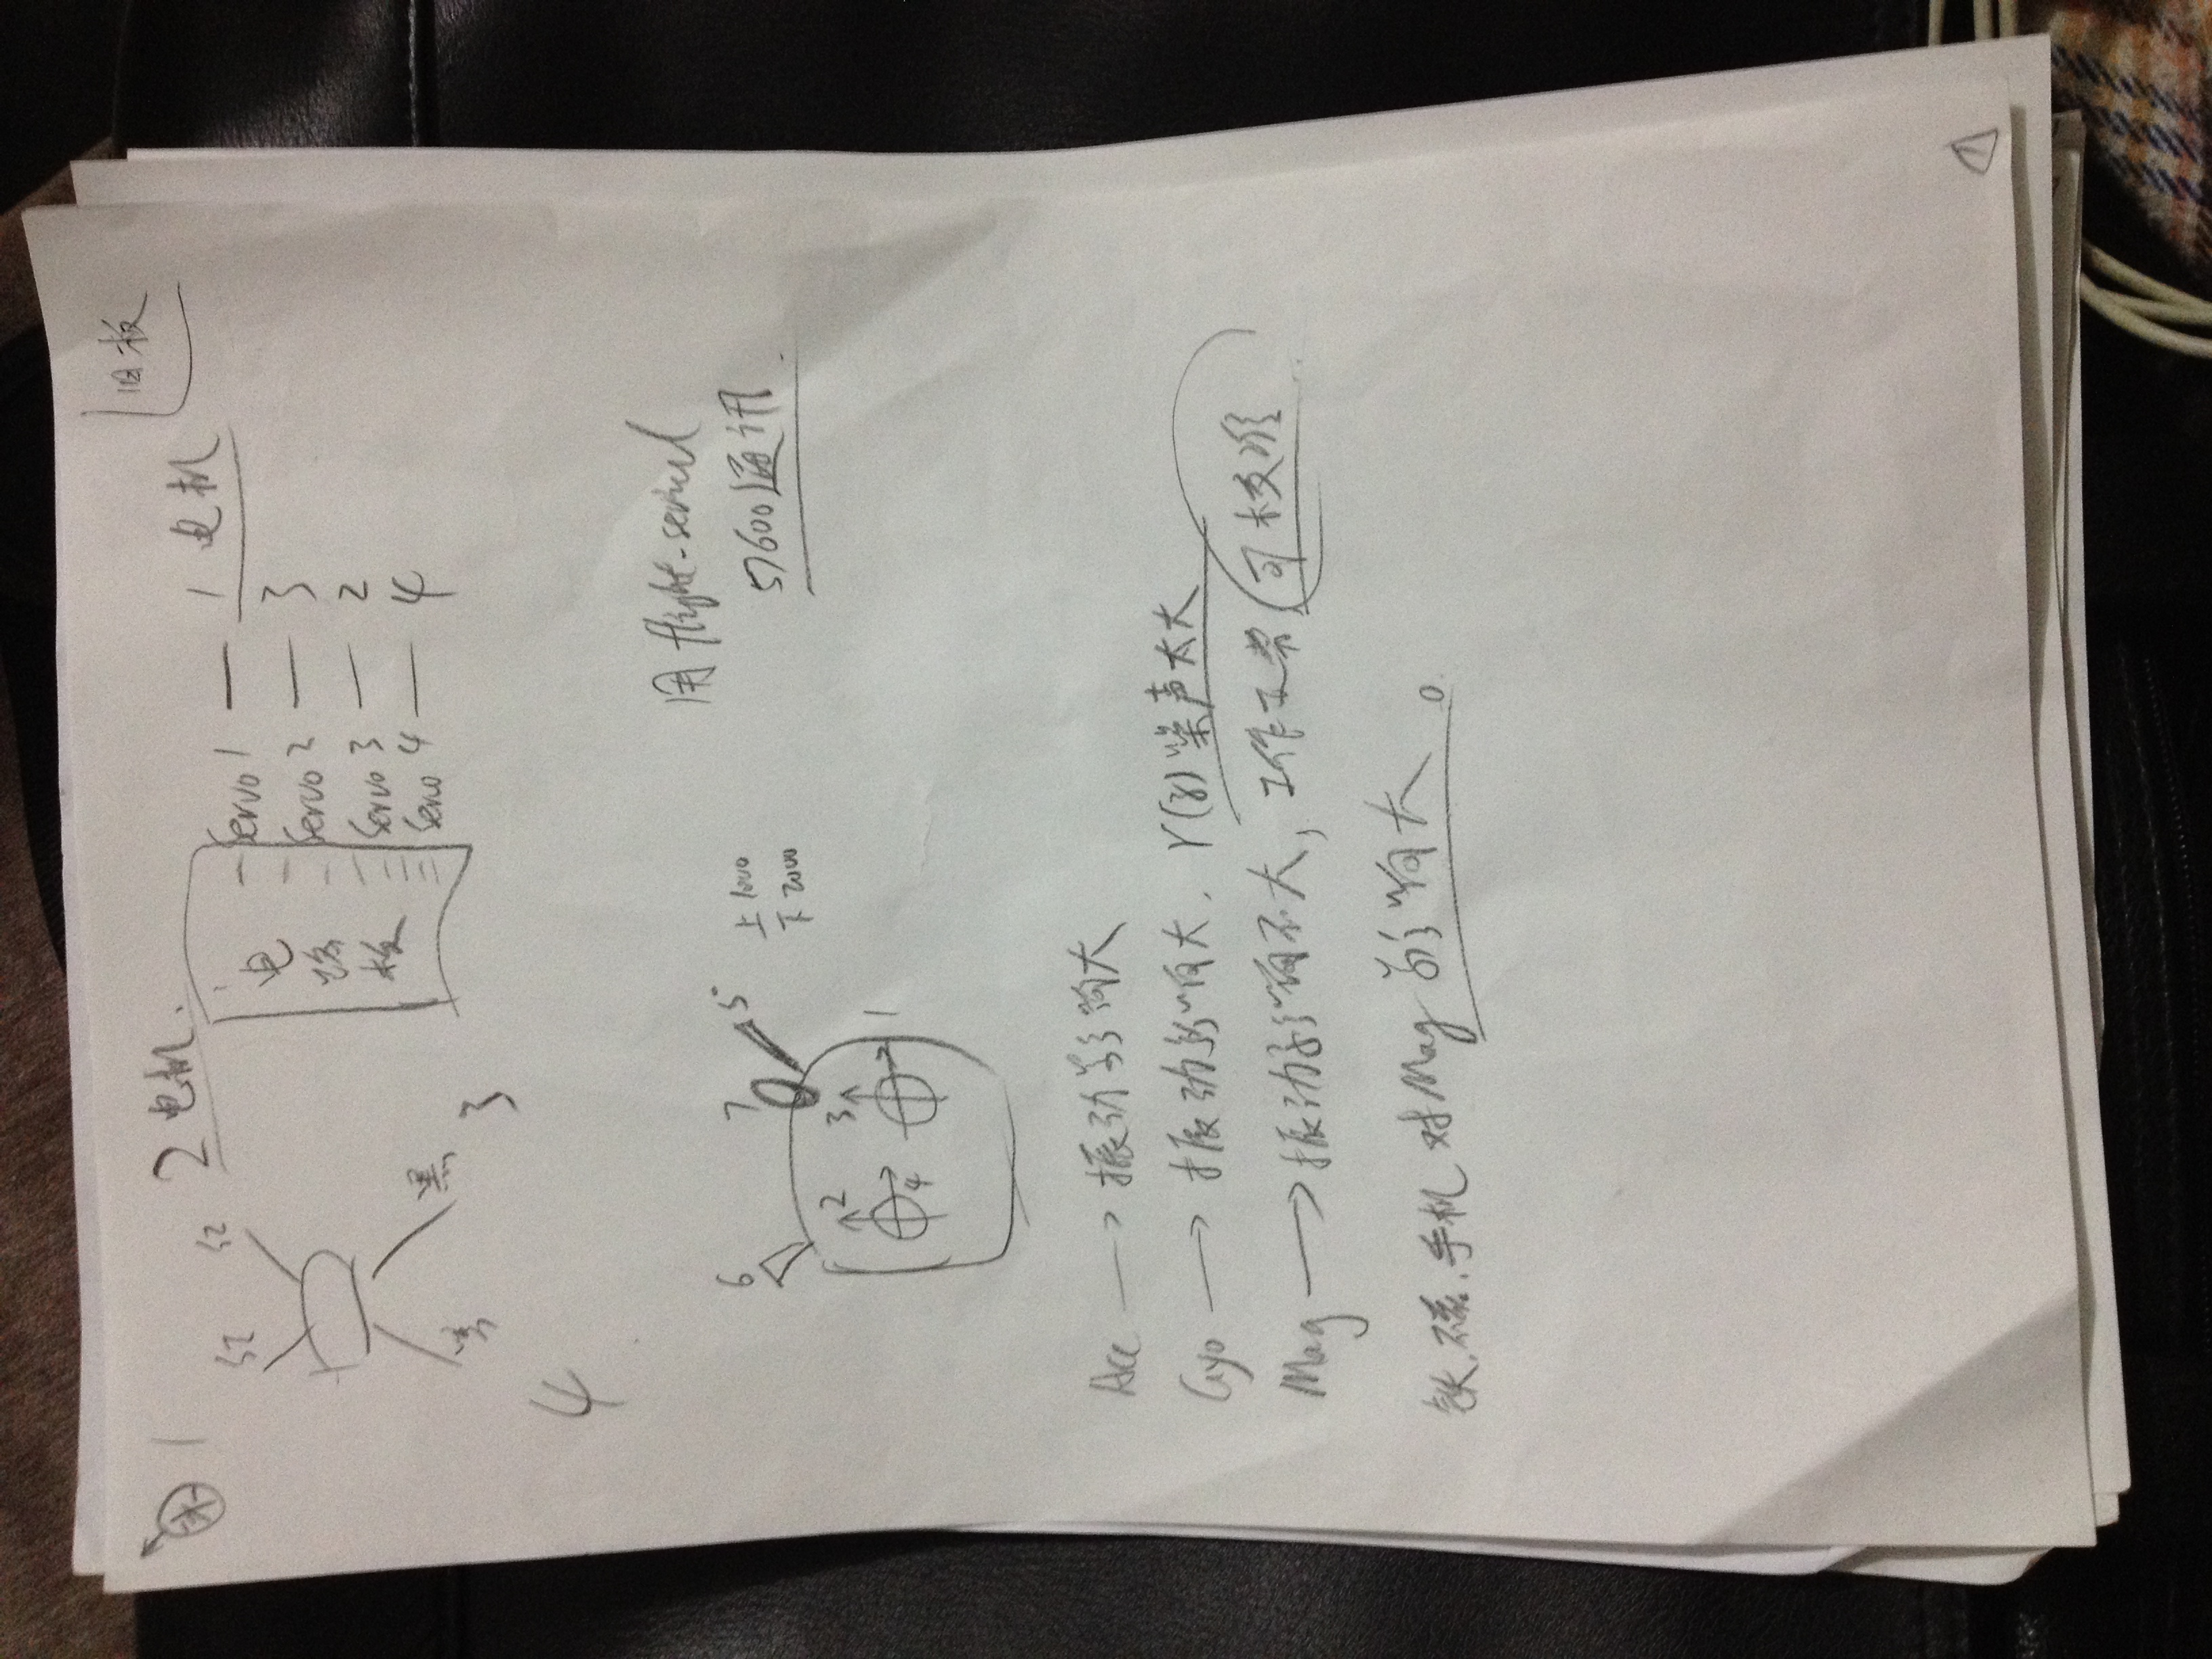 旧板
1
2 电机.
红 红
黑 黑
3
4
电路板
Servo 1 — 1 电机
Servo 2 — 3
Servo 3 — 2
Servo 4 — 4
用 flight-serial
57600通讯
6 7 5
上 1000
下 2000
2 3
4 1
Acc → 振动影响大
Gyo → 振动影响大. r(z)噪声太大
Mag → 振动影响不大, 工作正常 可校准
铁.磁.手机 对Mag 影响大。